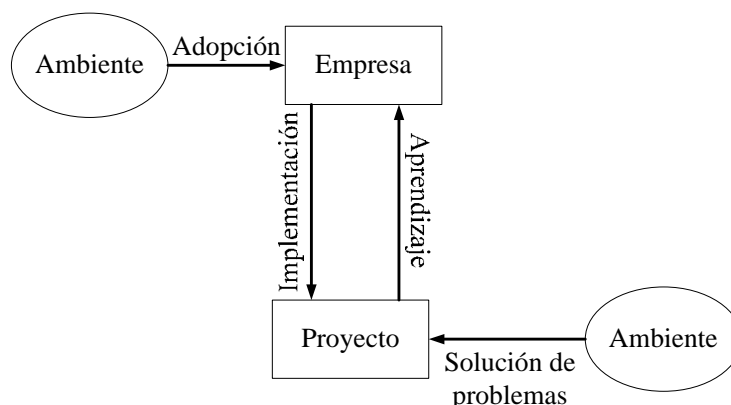 Adopción
Ambiente
Empresa
Implementación
Aprendizaje
Proyecto
Ambiente
Solución de
problemas